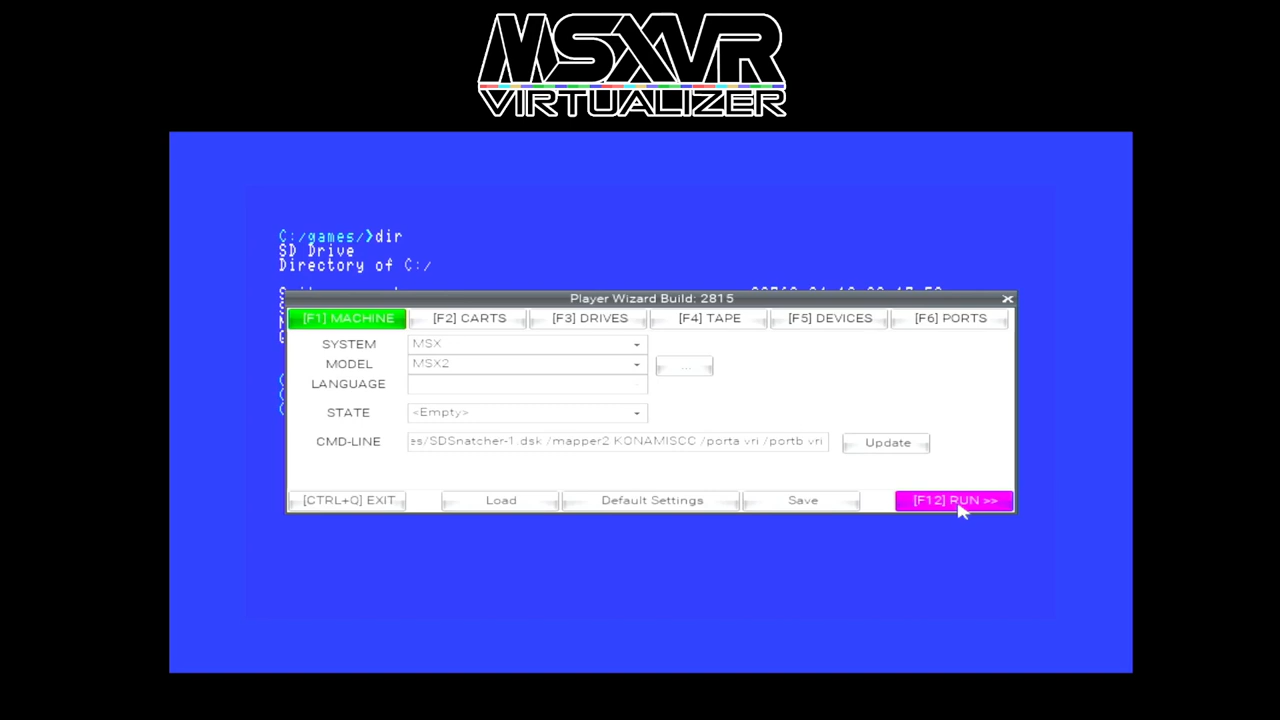 MSXVR
VIRTUALIZER
C:/games/>dir
SD Drive
Directory of C:/
Player Wizard Build: 2815
[F1] MACHINE [F2] CARTS [F3] DRIVES [F4] TAPE [F5] DEVICES [F6] PORTS
SYSTEM MSX
MODEL MSX2 ...
LANGUAGE
STATE <Empty>
CMD-LINE es/SDSnatcher-1.dsk /mapper2 KONAMISCC /porta vri /portb vri Update
[CTRL+Q] EXIT Load Default Settings Save [F12] RUN >>